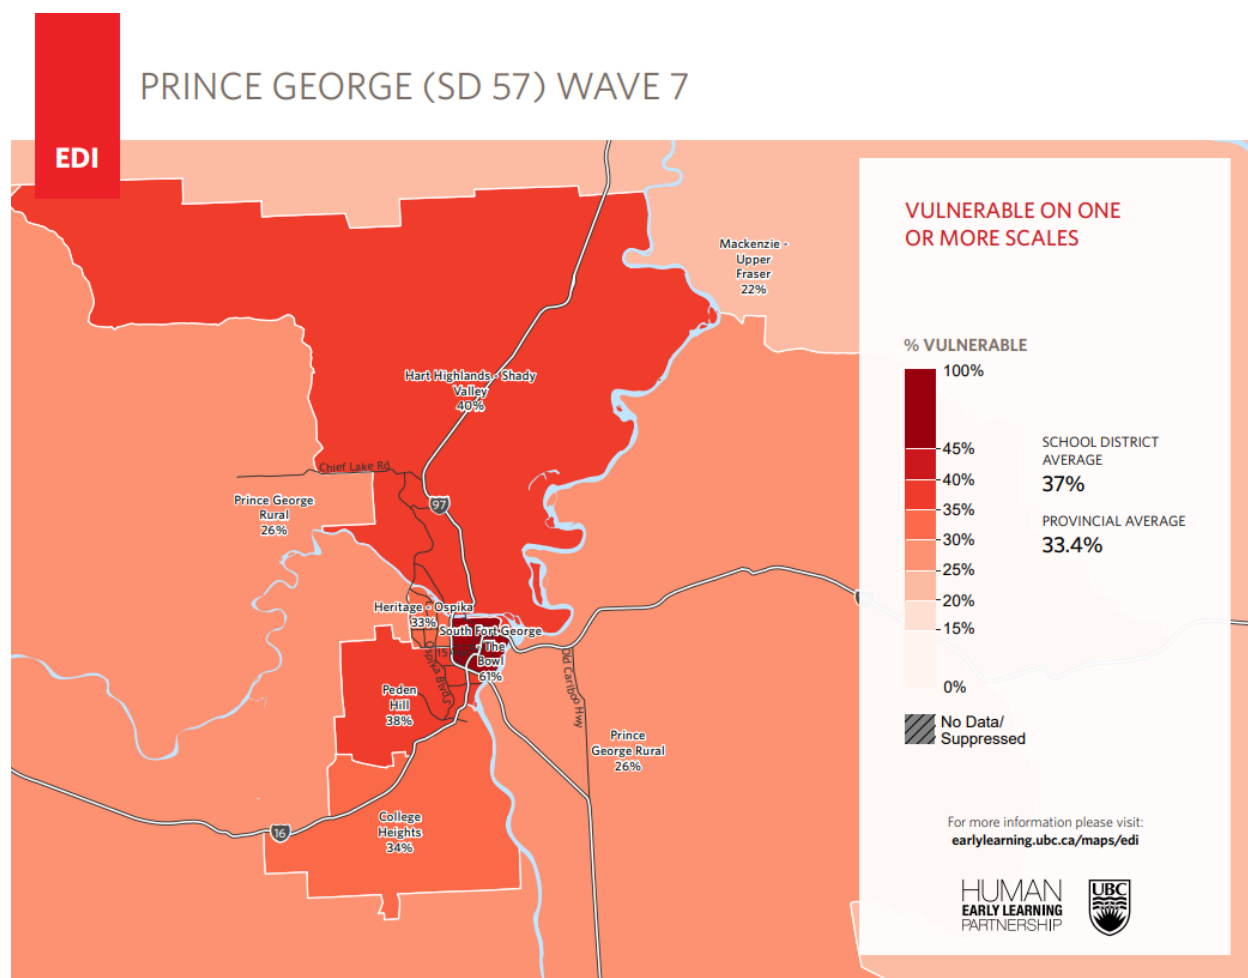 EDI
PRINCE GEORGE (SD 57) WAVE 7
VULNERABLE ON ONE
OR MORE SCALES
% VULNERABLE
100%
45%
40%
35%
30%
25%
20%
15%
0%
No Data/
Suppressed
SCHOOL DISTRICT
AVERAGE
37%
PROVINCIAL AVERAGE
33.4%
For more information please visit:
earlylearning.ubc.ca/maps/edi
HUMAN
EARLY LEARNING
PARTNERSHIP
UBC
Mackenzie -
Upper
Fraser
22%
Hart Highlands - Shady
Valley
40%
Chief Lake Rd
97
Prince George
Rural
26%
Heritage - Ospika
33%
South Fort George
- The
Bowl
61%
15
Ospika Blvd
Old Cariboo Hwy
Peden
Hill
38%
Prince
George Rural
26%
College
Heights
34%
16